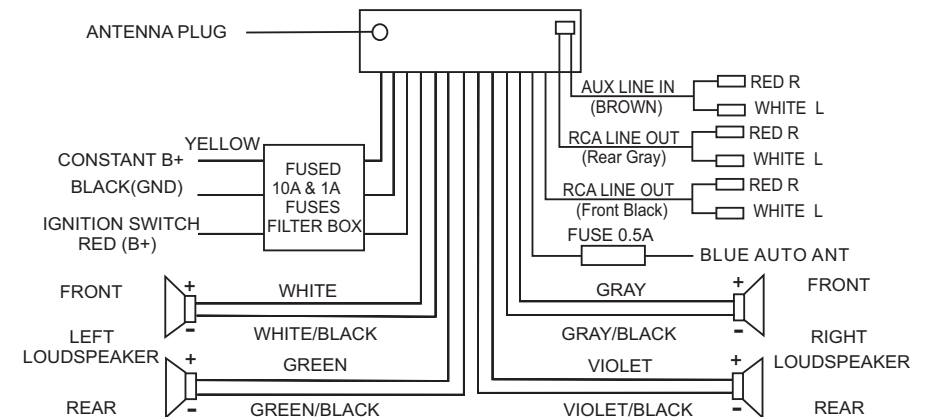 ANTENNA PLUG
AUX LINE IN
(BROWN)
RED R
WHITE L
RCA LINE OUT
(Rear Gray)
RED R
WHITE L
RCA LINE OUT
(Front Black)
RED R
WHITE L
FUSE 0.5A
BLUE AUTO ANT
YELLOW
CONSTANT B+
BLACK(GND)
IGNITION SWITCH
RED (B+)
FUSED
10A & 1A
FUSES
FILTER BOX
FRONT
+
-
WHITE
WHITE/BLACK
LEFT
LOUDSPEAKER
+
-
GREEN
GREEN/BLACK
REAR
GRAY
GRAY/BLACK
+
-
FRONT
RIGHT
LOUDSPEAKER
VIOLET
VIOLET/BLACK
+
-
REAR